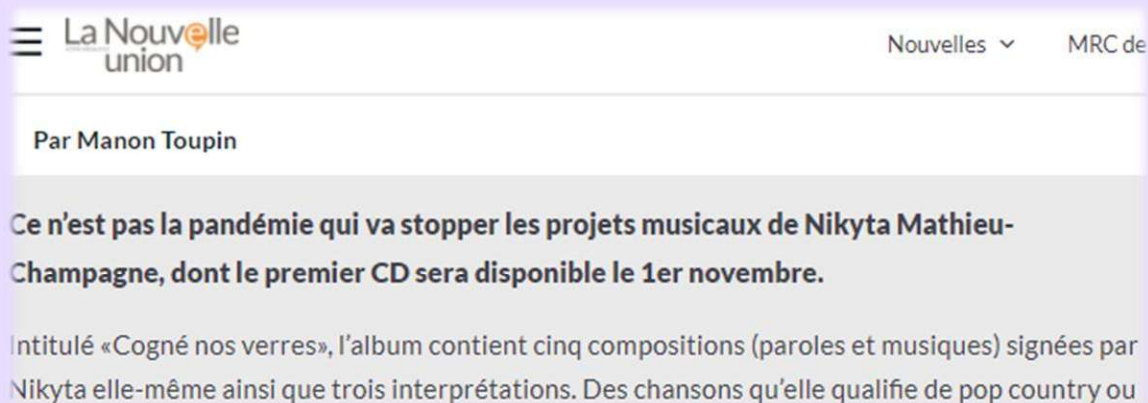 La Nouvelle
union
Nouvelles
MRC de
Par Manon Toupin
Ce n’est pas la pandémie qui va stopper les projets musicaux de Nikyta Mathieu-
Champagne, dont le premier CD sera disponible le 1er novembre.
Intitulé «Cogné nos verres», l’album contient cinq compositions (paroles et musiques) signées par
Nikyta elle-même ainsi que trois interprétations. Des chansons qu’elle qualifie de pop country ou